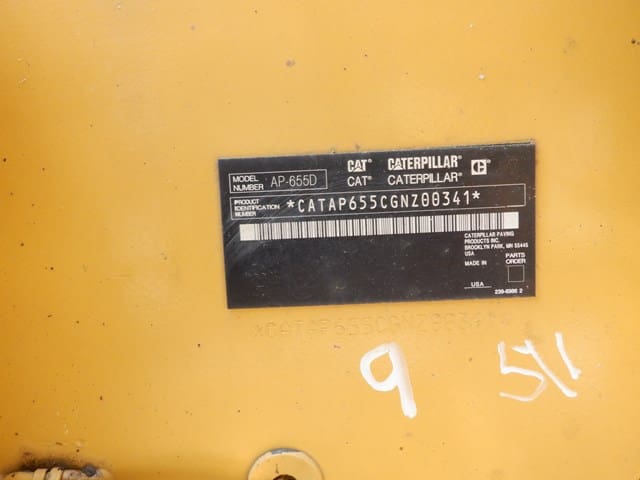 CAT® CATERPILLAR® C®
MODEL NUMBER AP-655D CAT® CATERPILLAR®
PRODUCT IDENTIFICATION NUMBER *CATAP655CGNZ00341*
CATERPILLAR PAVING
PRODUCTS INC.
BROOKLYN PARK, MN 55445
USA
MADE IN PARTS ORDER
USA
*CATAP655CGNZ00341
9